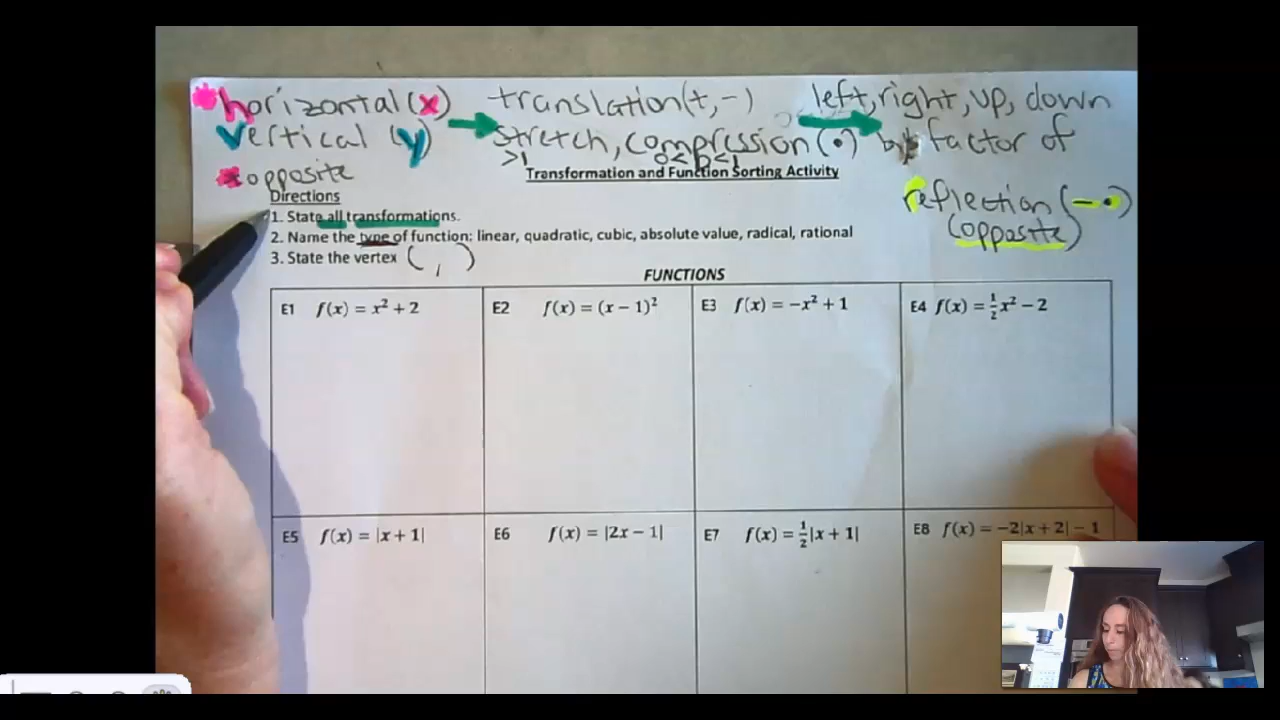 horizontal (x) translation (+, -) left, right, up, down
vertical (y) stretch, compression (•) by factor of
>1 0<b<1
*opposite
Transformation and Function Sorting Activity
reflection (-•)
(opposite)
Directions
1. State all transformations.
2. Name the type of function: linear, quadratic, cubic, absolute value, radical, rational
3. State the vertex ( , )
FUNCTIONS
E1 f(x) = x² + 2
E2 f(x) = (x − 1)²
E3 f(x) = −x² + 1
E4 f(x) = ½x² − 2
E5 f(x) = |x + 1|
E6 f(x) = |2x − 1|
E7 f(x) = ½|x + 1|
E8 f(x) = −2|x + 2| − 1